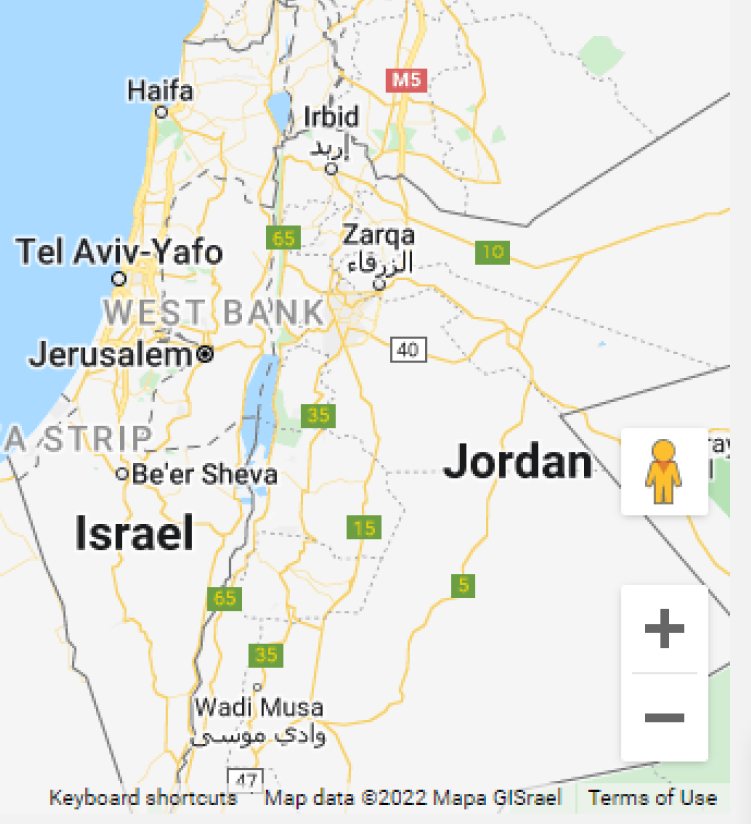 Haifa
M5
Irbid
إربد
65
Zarqa
الزرقاء
10
Tel Aviv-Yafo
WEST BANK
Jerusalem
40
35
A STRIP
Be'er Sheva
Jordan
Israel
15
5
65
35
Wadi Musa
وادي موسى
47
Keyboard shortcuts
Map data ©2022 Mapa GISrael
Terms of Use